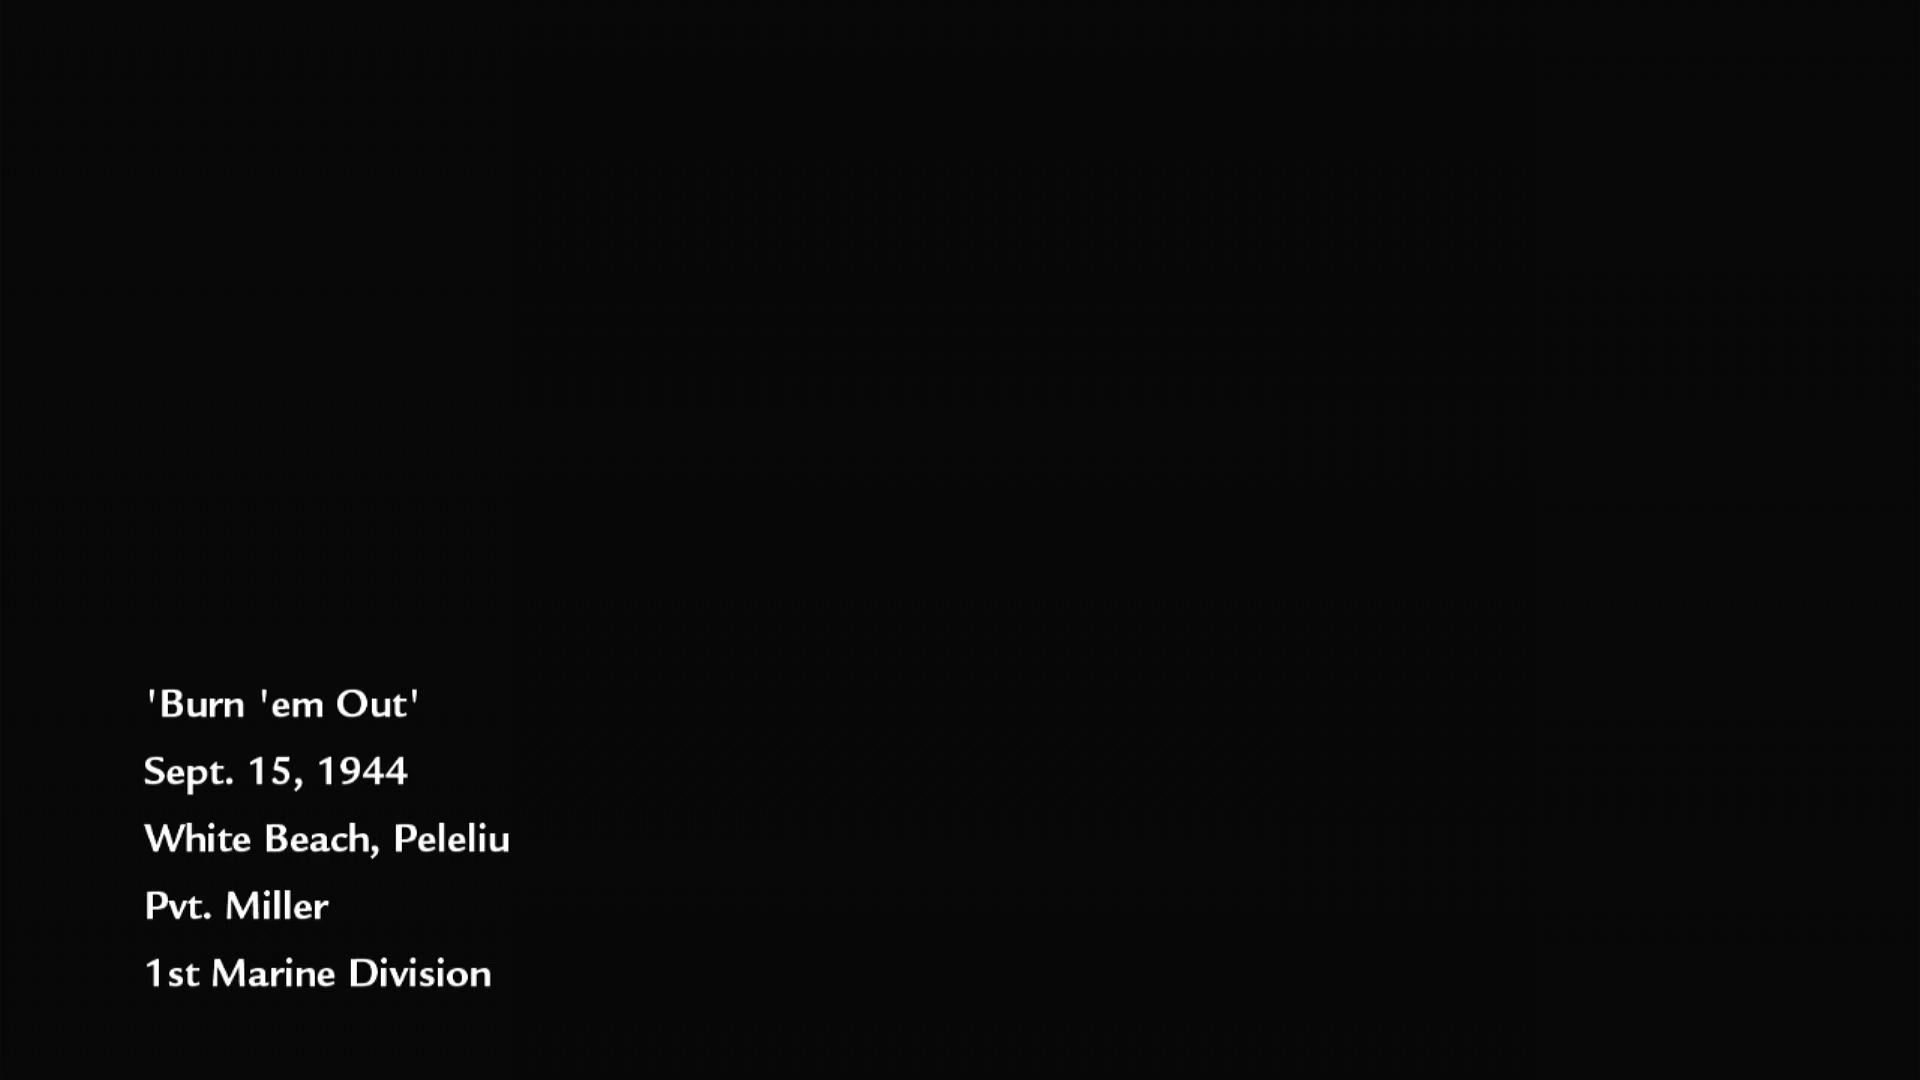 'Burn 'em Out'
Sept. 15, 1944
White Beach, Peleliu
Pvt. Miller
1st Marine Division